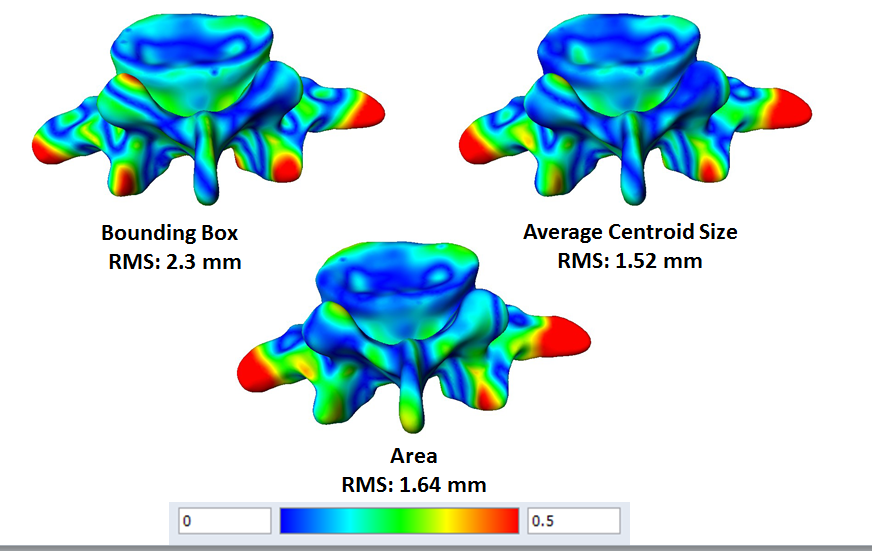 Bounding Box
RMS: 2.3 mm
Average Centroid Size
RMS: 1.52 mm
Area
RMS: 1.64 mm
0
0.5